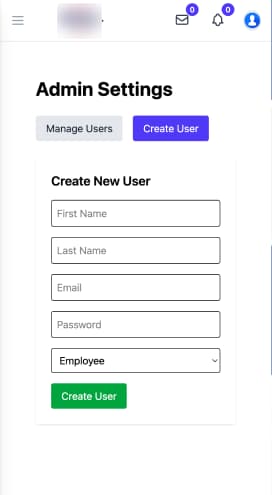 0
0
Admin Settings
Manage Users
Create User
Create New User
First Name
Last Name
Email
Password
Employee
Create User